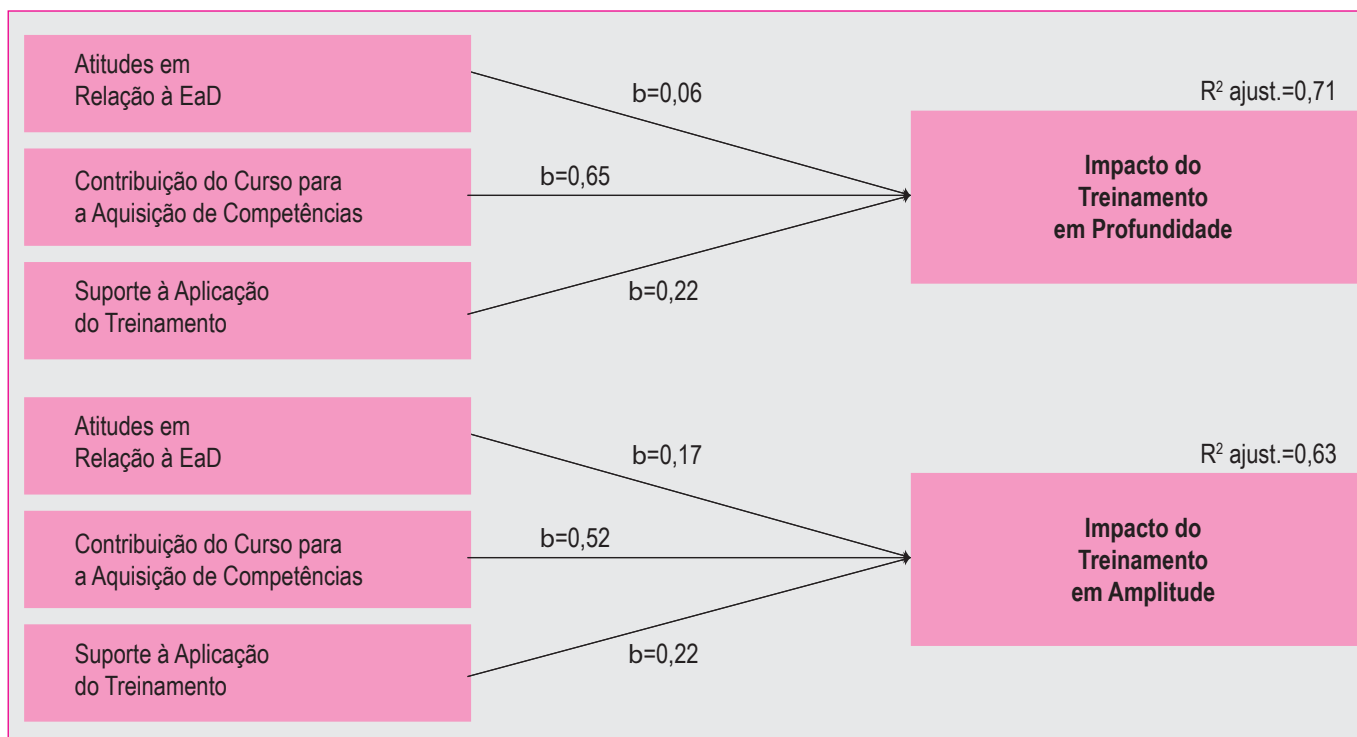 Atitudes em
Relação à EaD
b=0,06
R² ajust.=0,71
Contribuição do Curso para
a Aquisição de Competências
b=0,65
Impacto do
Treinamento
em Profundidade
Suporte à Aplicação
do Treinamento
b=0,22
Atitudes em
Relação à EaD
b=0,17
R² ajust.=0,63
Contribuição do Curso para
a Aquisição de Competências
b=0,52
Impacto do
Treinamento
em Amplitude
Suporte à Aplicação
do Treinamento
b=0,22